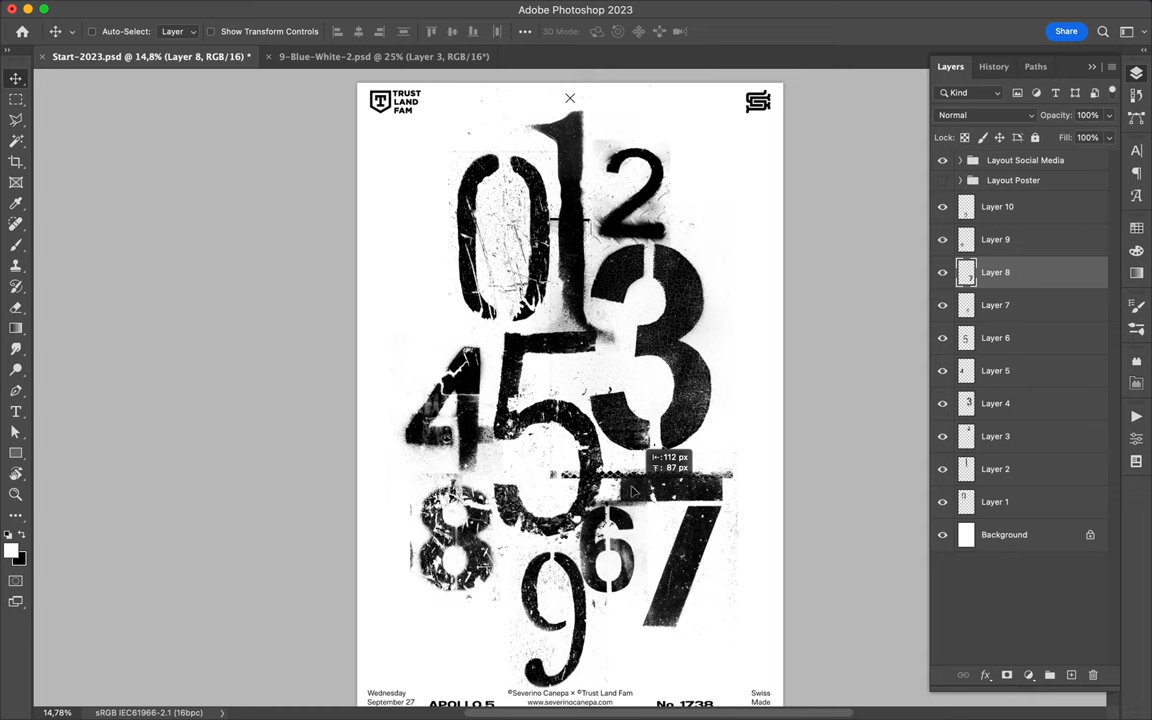 Adobe Photoshop 2023
Auto-Select: Layer Show Transform Controls 3D Mode: Share
Start-2023.psd @ 14,8% (Layer 8, RGB/16) * 9-Blue-White-2.psd @ 25% (Layer 3, RGB/16*)
Layers History Paths
Kind
Normal Opacity: 100%
Lock: Fill: 100%
Layout Social Media
Layout Poster
Layer 10
Layer 9
Layer 8
Layer 7
Layer 6
Layer 5
Layer 4
Layer 3
Layer 2
Layer 1
Background
TRUST
LAND
FAM
0 1 2
3
4 5
8 6 7
9
112 px
87 px
Wednesday
September 27
©Severino Canepa × ©Trust Land Fam
www.severinocanepa.com
Swiss
Made
APOLLO 5 No. 1738
14,78% sRGB IEC61966-2.1 (16bpc)